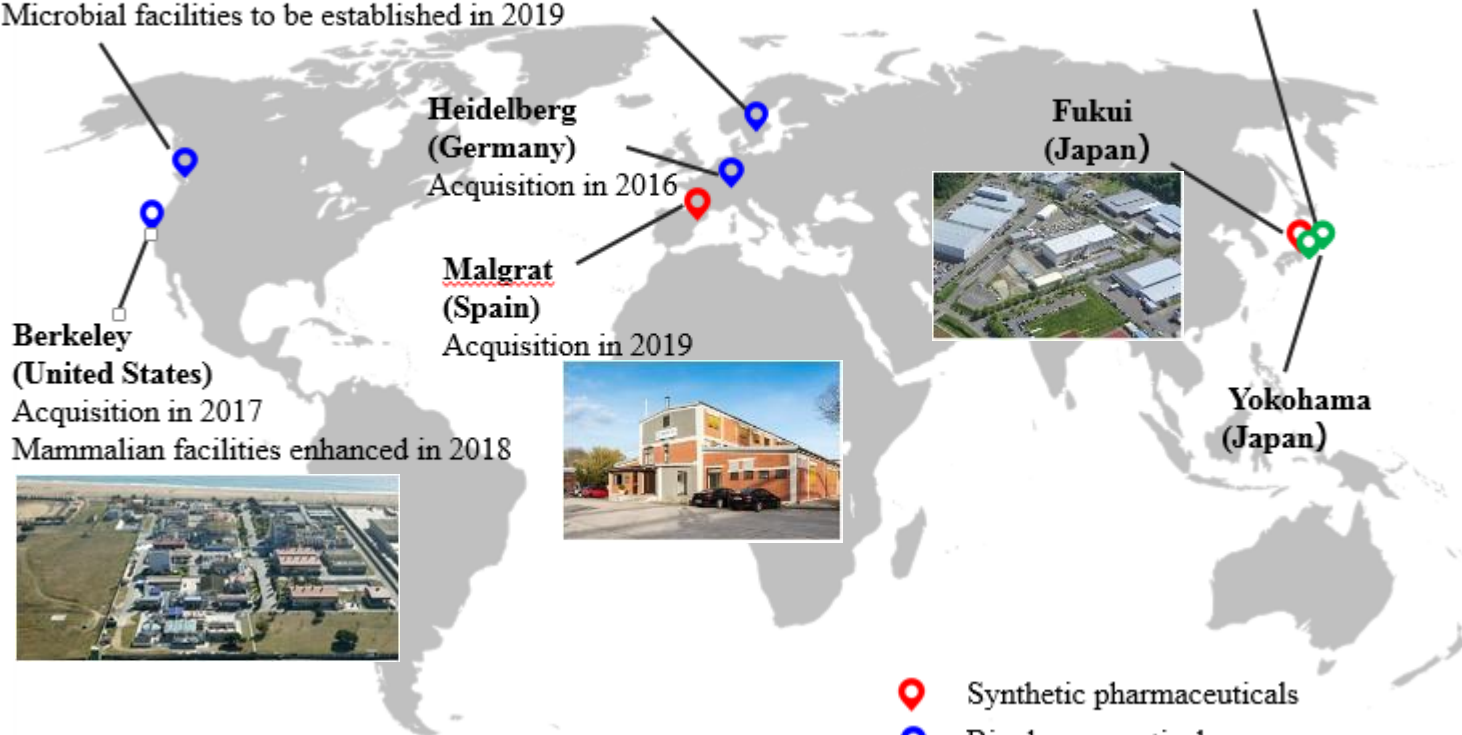 Microbial facilities to be established in 2019
Heidelberg
(Germany)
Acquisition in 2016
Fukui
(Japan）
Malgrat
(Spain)
Acquisition in 2019
Berkeley
(United States)
Acquisition in 2017
Mammalian facilities enhanced in 2018
Yokohama
(Japan）
Synthetic pharmaceuticals